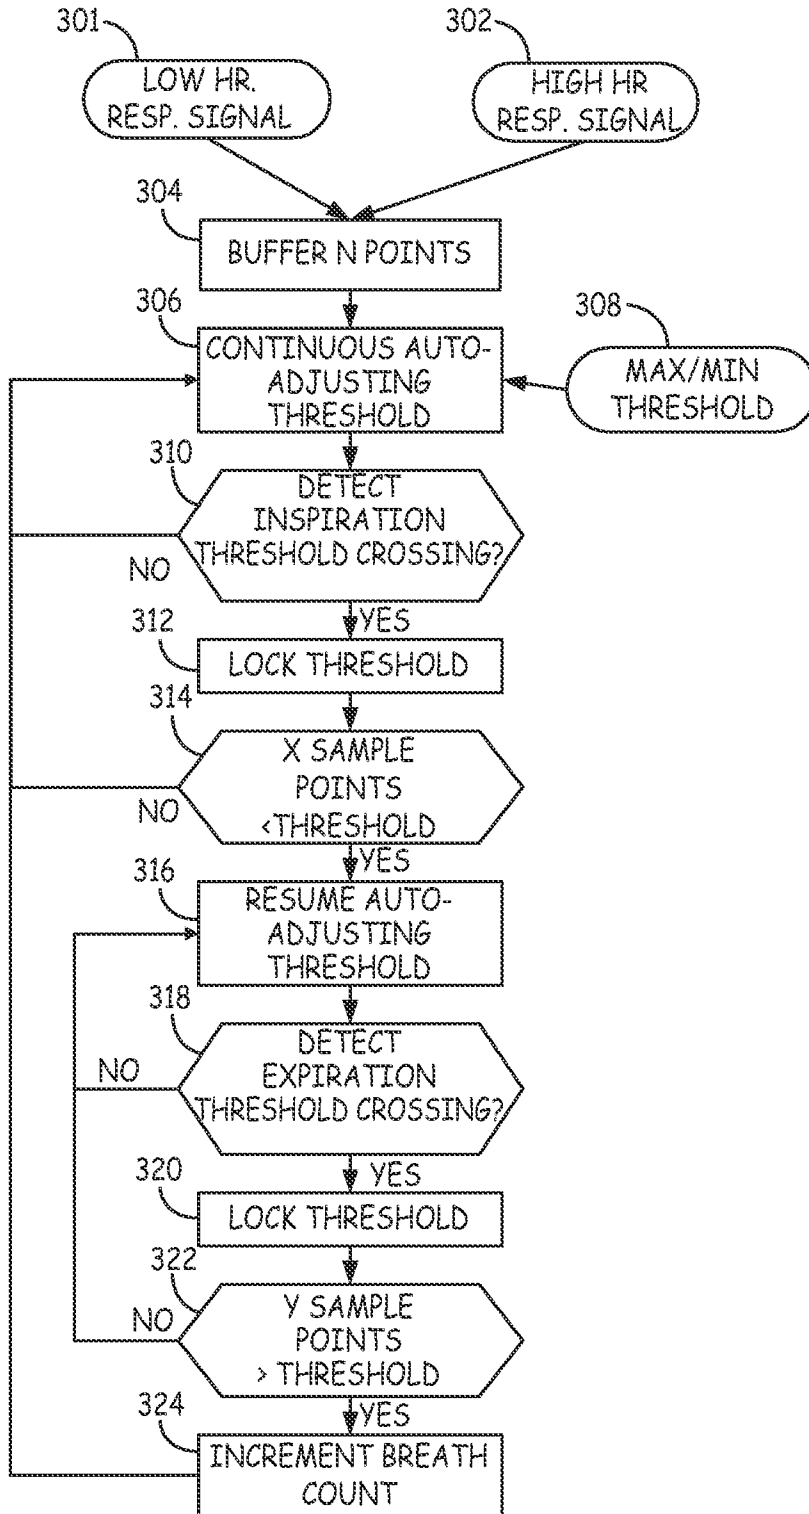 301
LOW HR.
RESP. SIGNAL
302
HIGH HR
RESP. SIGNAL
304
BUFFER N POINTS
306
CONTINUOUS AUTO-
ADJUSTING
THRESHOLD
308
MAX/MIN
THRESHOLD
310
DETECT
INSPIRATION
THRESHOLD CROSSING?
NO
YES
312
LOCK THRESHOLD
314
X SAMPLE
POINTS
<THRESHOLD
NO
YES
316
RESUME AUTO-
ADJUSTING
THRESHOLD
318
DETECT
EXPIRATION
THRESHOLD CROSSING?
NO
YES
320
LOCK THRESHOLD
322
Y SAMPLE
POINTS
> THRESHOLD
NO
YES
324
INCREMENT BREATH
COUNT